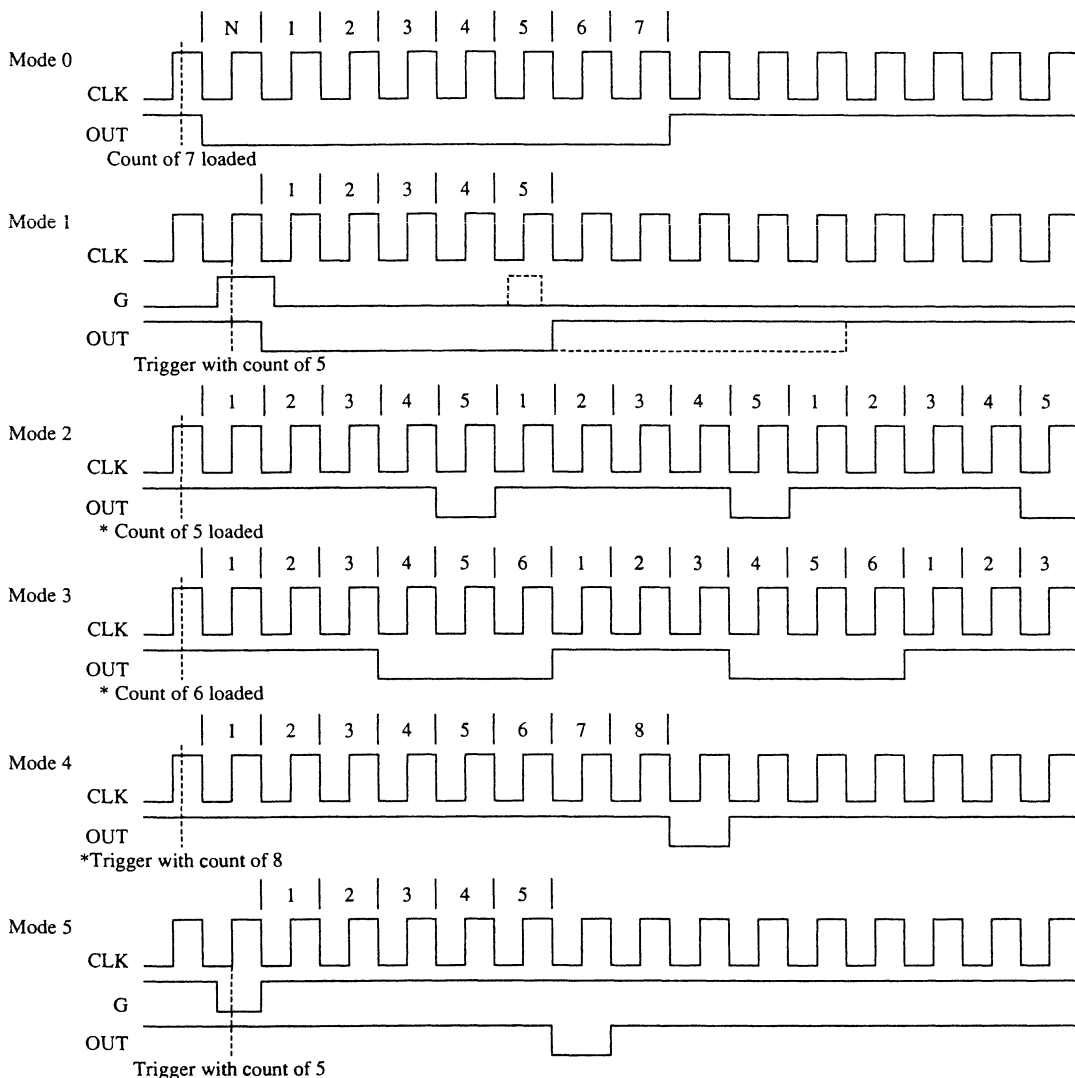 N 1 2 3 4 5 6 7
Mode 0
CLK
OUT
Count of 7 loaded
1 2 3 4 5
Mode 1
CLK
G
OUT
Trigger with count of 5
1 2 3 4 5 1 2 3 4 5 1 2 3 4 5
Mode 2
CLK
OUT
* Count of 5 loaded
1 2 3 4 5 6 1 2 3 4 5 6 1 2 3
Mode 3
CLK
OUT
* Count of 6 loaded
1 2 3 4 5 6 7 8
Mode 4
CLK
OUT
*Trigger with count of 8
1 2 3 4 5
Mode 5
CLK
G
OUT
Trigger with count of 5